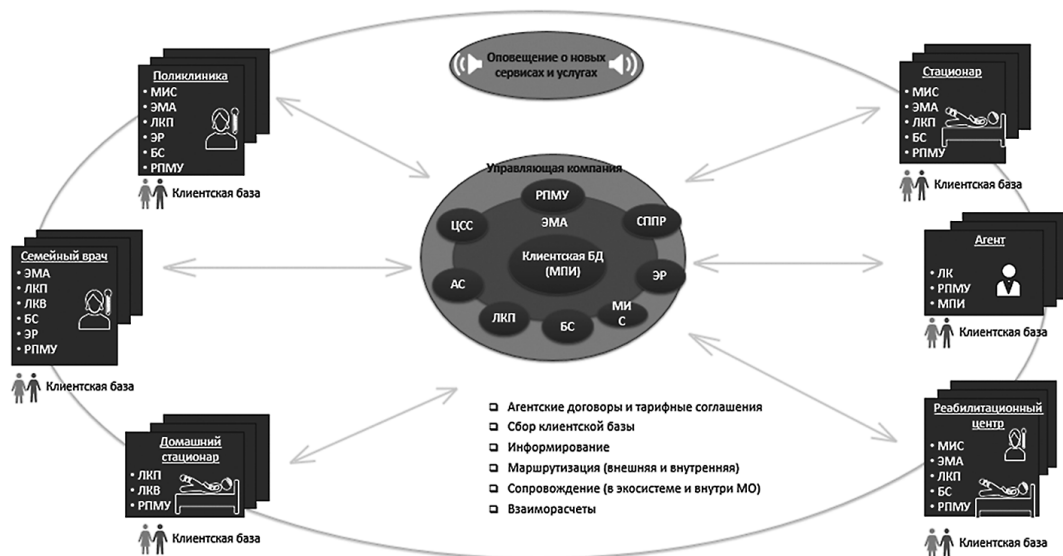 Оповещение о новых
сервисах и услугах
Поликлиника
• МИС
• ЭМА
• ЛКП
• ЭР
• БС
• РПМУ
Клиентская база
Стационар
• МИС
• ЭМА
• ЛКП
• БС
• РПМУ
Клиентская база
Управляющая компания
РПМУ
ЦСС
ЭМА
СППР
Клиентская БД
(МПИ)
АС
ЭР
ЛКП
БС
МИ
С
Семейный врач
• ЭМА
• ЛКП
• ЛКВ
• БС
• ЭР
• РПМУ
Клиентская база
Агент
• ЛК
• РПМУ
• МПИ
Клиентская база
Домашний
стационар
• ЛКП
• ЛКВ
• РПМУ
Клиентская база
Агентские договоры и тарифные соглашения
Сбор клиентской базы
Информирование
Маршрутизация (внешняя и внутренняя)
Сопровождение (в экосистеме и внутри МО)
Взаиморасчеты
Реабилитационный
центр
• МИС
• ЭМА
• ЛКП
• БС
• РПМУ
Клиентская база